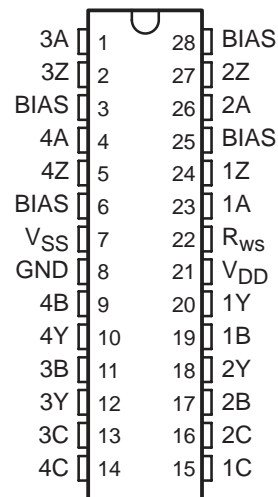 3A 1 28 BIAS
3Z 2 27 2Z
BIAS 3 26 2A
4A 4 25 BIAS
4Z 5 24 1Z
BIAS 6 23 1A
VSS 7 22 Rws
GND 8 21 VDD
4B 9 20 1Y
4Y 10 19 1B
3B 11 18 2Y
3Y 12 17 2B
3C 13 16 2C
4C 14 15 1C